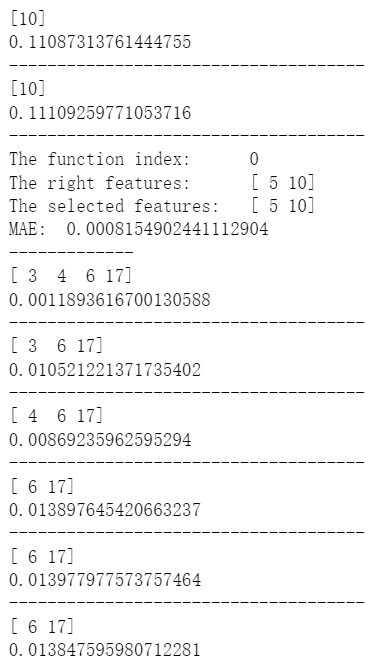 [10]
0.11087313761444755
-------------------------------------
[10]
0.11109259771053716
-------------------------------------
The function index:      0
The right features:      [ 5 10]
The selected features:   [ 5 10]
MAE:  0.0008154902441112904
-------------
[ 3  4  6 17]
0.0011893616700130588
-------------------------------------
[ 3  6 17]
0.010521221371735402
-------------------------------------
[ 4  6 17]
0.00869235962595294
-------------------------------------
[ 6 17]
0.013897645420663237
-------------------------------------
[ 6 17]
0.013977977573757464
-------------------------------------
[ 6 17]
0.013847595980712281